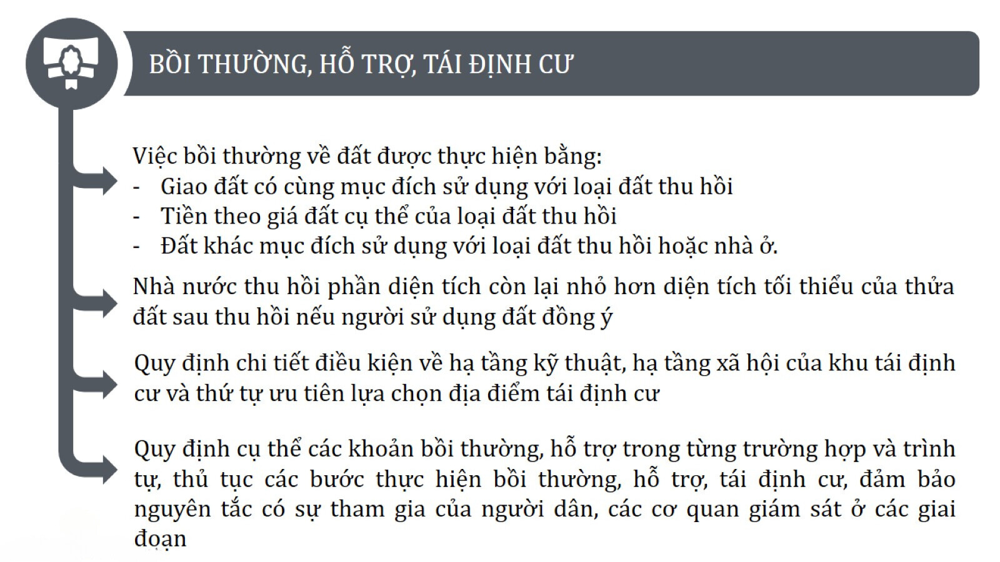 BỒI THƯỜNG, HỖ TRỢ, TÁI ĐỊNH CƯ
Việc bồi thường về đất được thực hiện bằng:
- Giao đất có cùng mục đích sử dụng với loại đất thu hồi
- Tiền theo giá đất cụ thể của loại đất thu hồi
- Đất khác mục đích sử dụng với loại đất thu hồi hoặc nhà ở.
Nhà nước thu hồi phần diện tích còn lại nhỏ hơn diện tích tối thiểu của thửa
đất sau thu hồi nếu người sử dụng đất đồng ý
Quy định chi tiết điều kiện về hạ tầng kỹ thuật, hạ tầng xã hội của khu tái định
cư và thứ tự ưu tiên lựa chọn địa điểm tái định cư
Quy định cụ thể các khoản bồi thường, hỗ trợ trong từng trường hợp và trình
tự, thủ tục các bước thực hiện bồi thường, hỗ trợ, tái định cư, đảm bảo
nguyên tắc có sự tham gia của người dân, các cơ quan giám sát ở các giai
đoạn